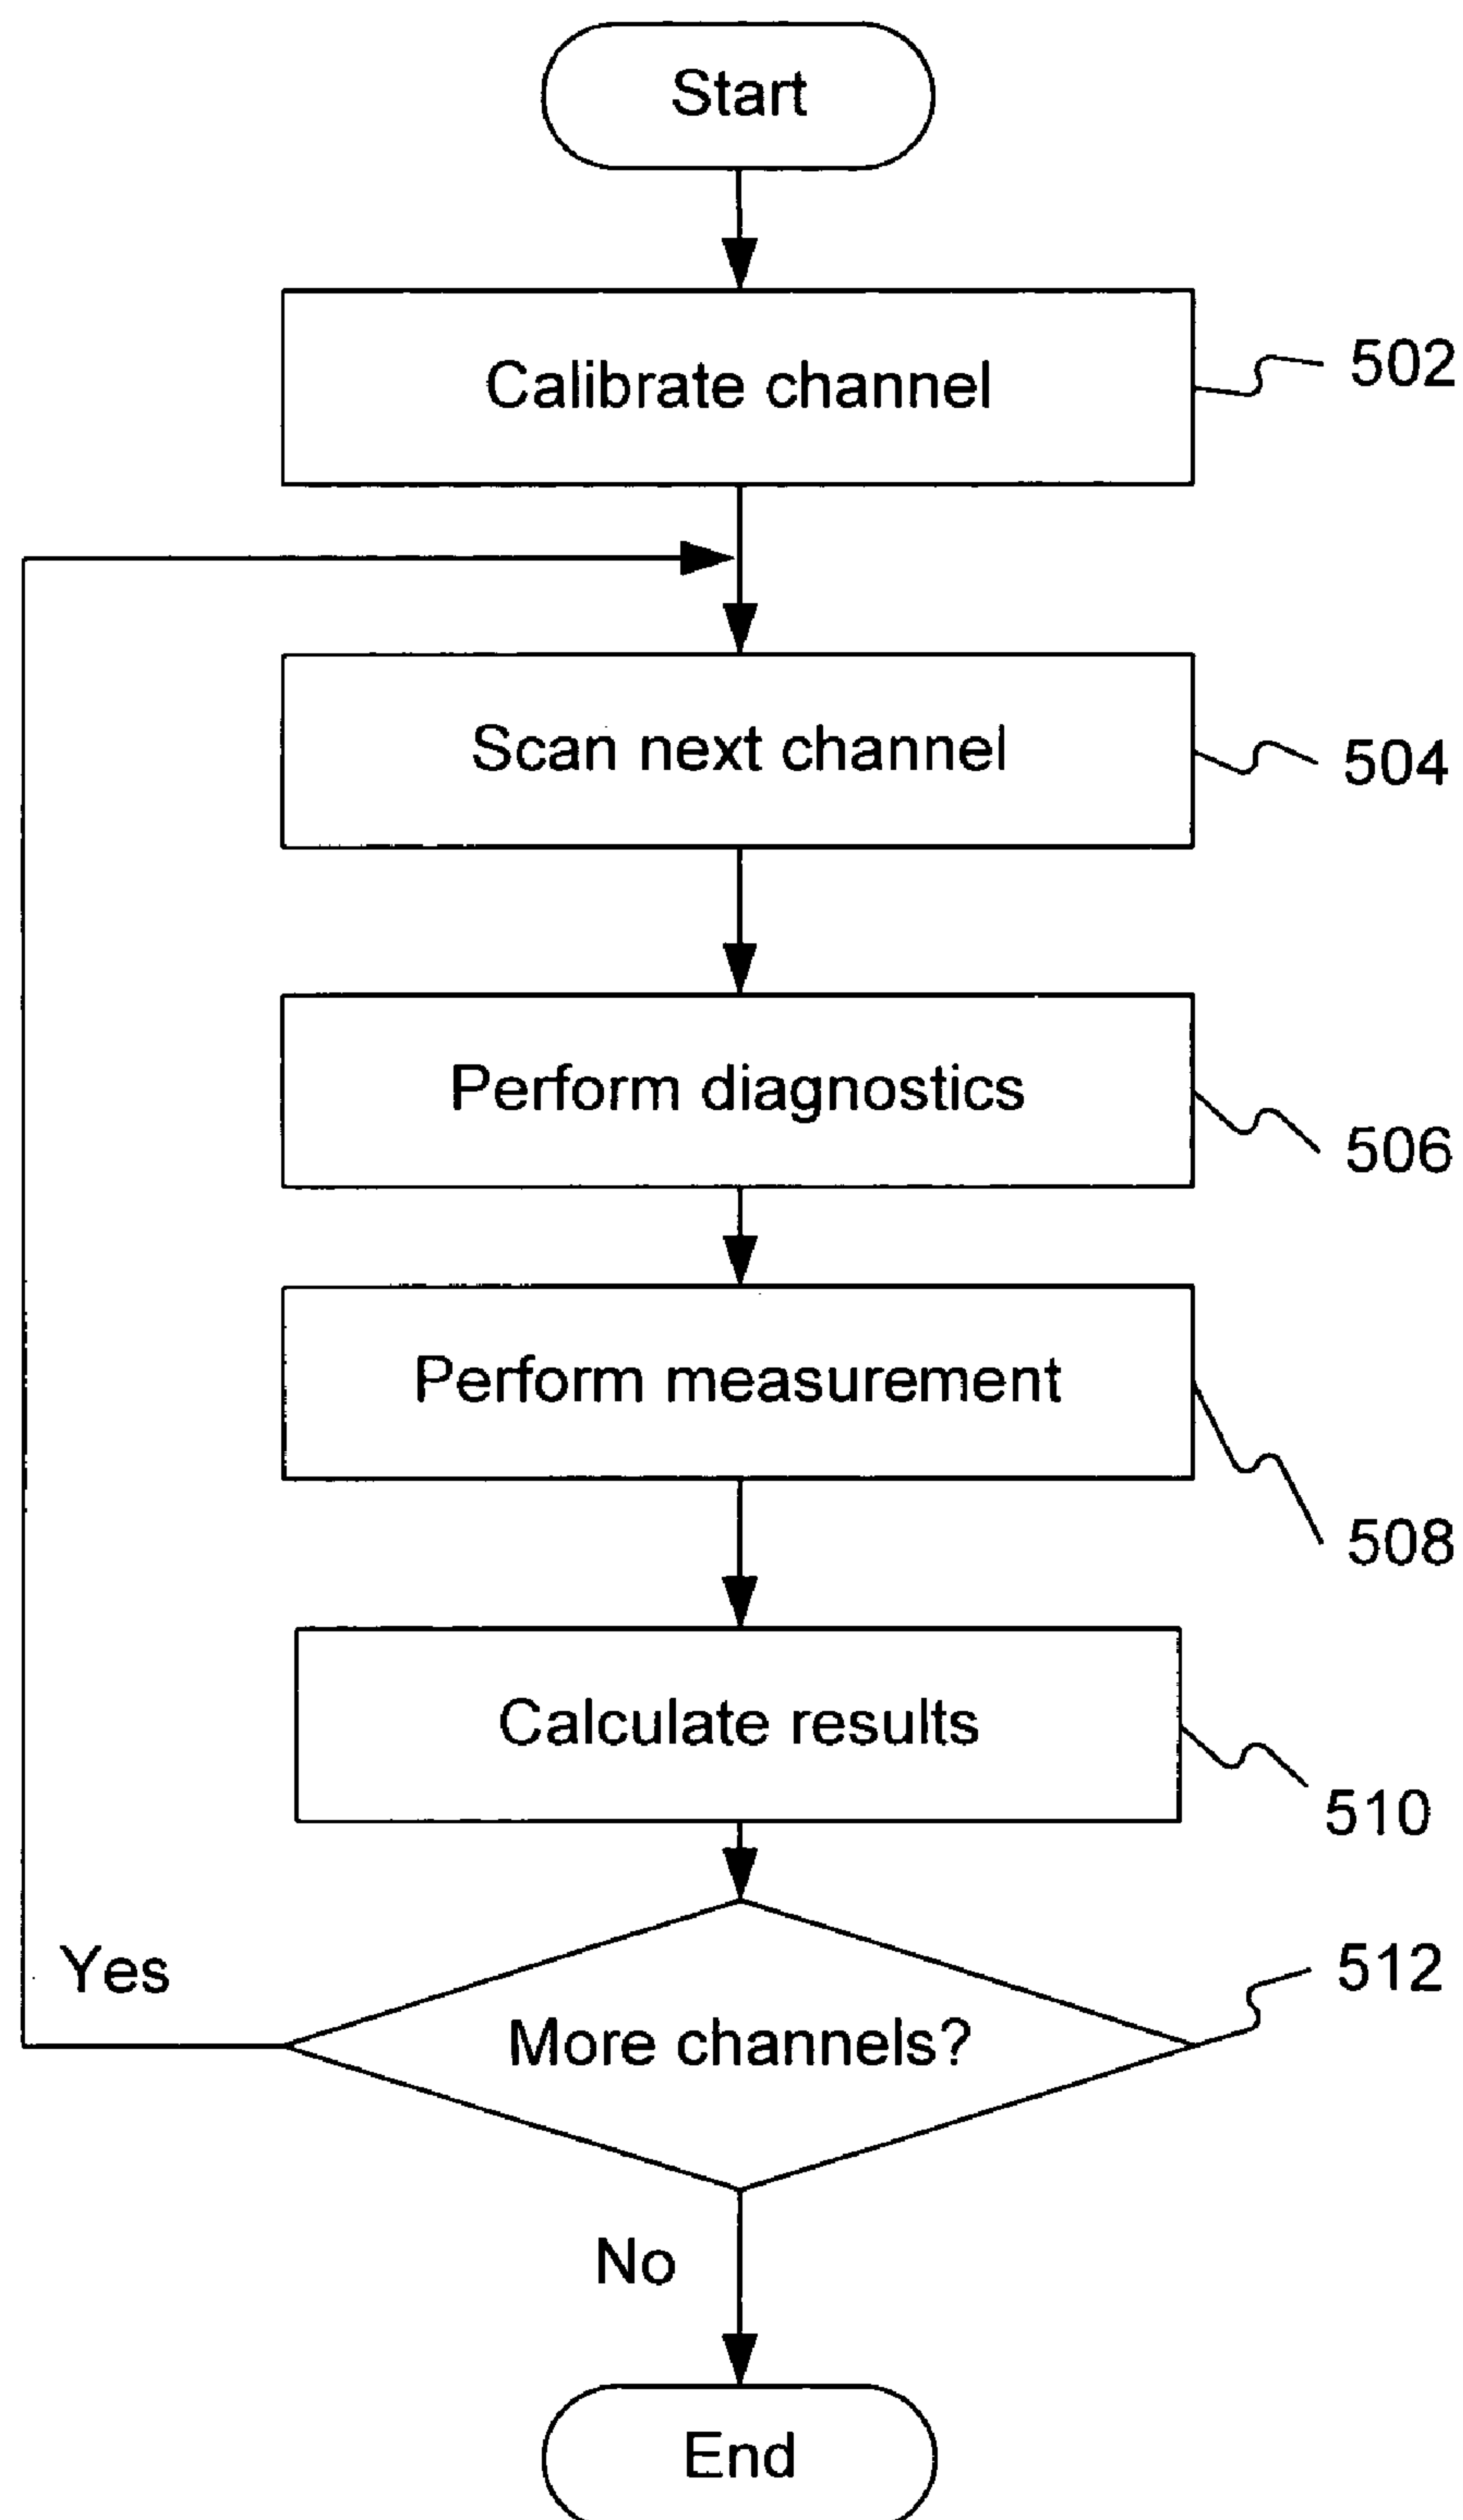 Start
Calibrate channel
502
Scan next channel
504
Perform diagnostics
506
Perform measurement
508
Calculate results
510
Yes
More channels?
512
No
End